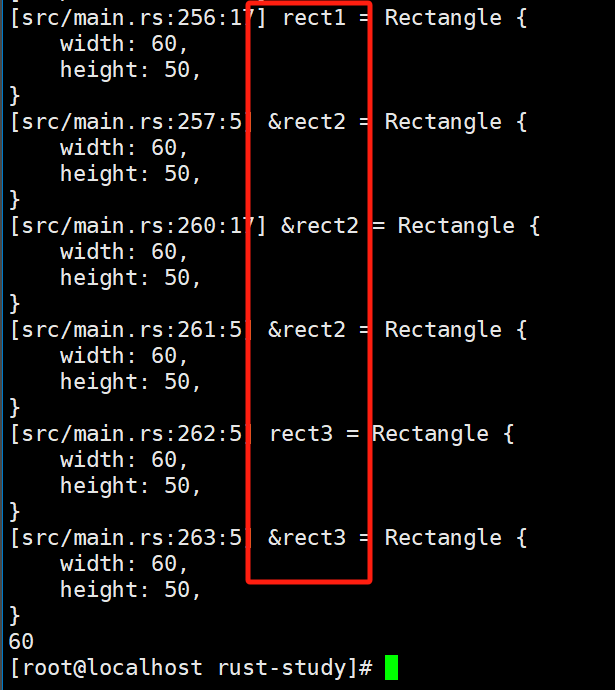 [src/main.rs:256:17] rect1 = Rectangle {
    width: 60,
    height: 50,
}
[src/main.rs:257:5] &rect2 = Rectangle {
    width: 60,
    height: 50,
}
[src/main.rs:260:17] &rect2 = Rectangle {
    width: 60,
    height: 50,
}
[src/main.rs:261:5] &rect2 = Rectangle {
    width: 60,
    height: 50,
}
[src/main.rs:262:5] rect3 = Rectangle {
    width: 60,
    height: 50,
}
[src/main.rs:263:5] &rect3 = Rectangle {
    width: 60,
    height: 50,
}
60
[root@localhost rust-study]#